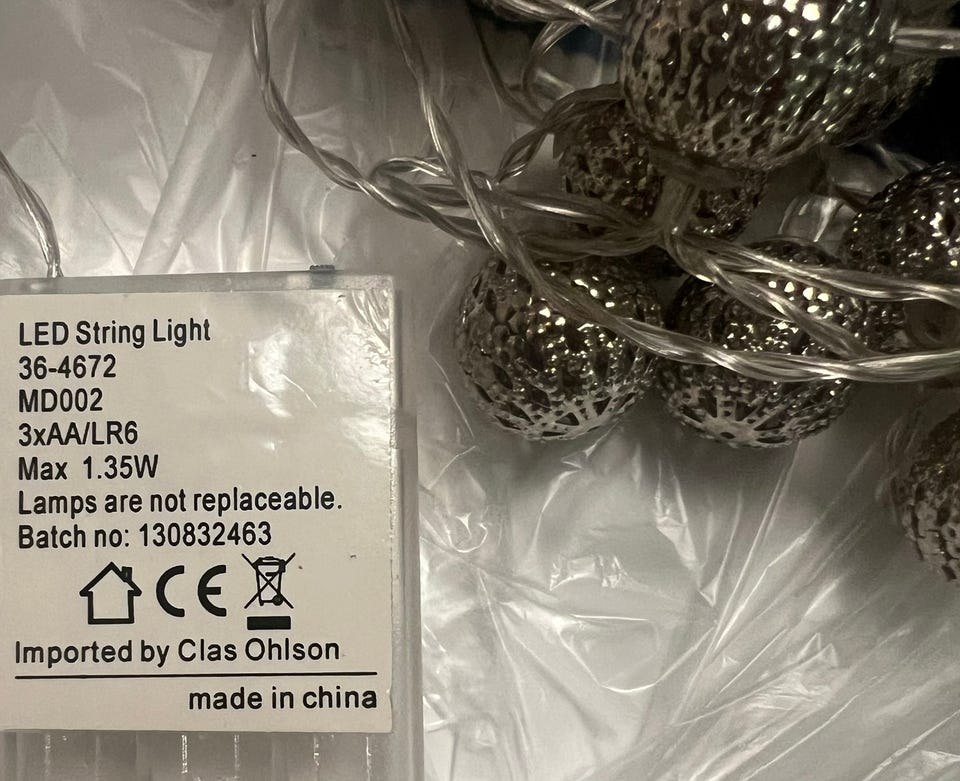 LED String Light
36-4672
MD002
3xAA/LR6
Max 1.35W
Lamps are not replaceable.
Batch no: 130832463
CE
Imported by Clas Ohlson
made in china